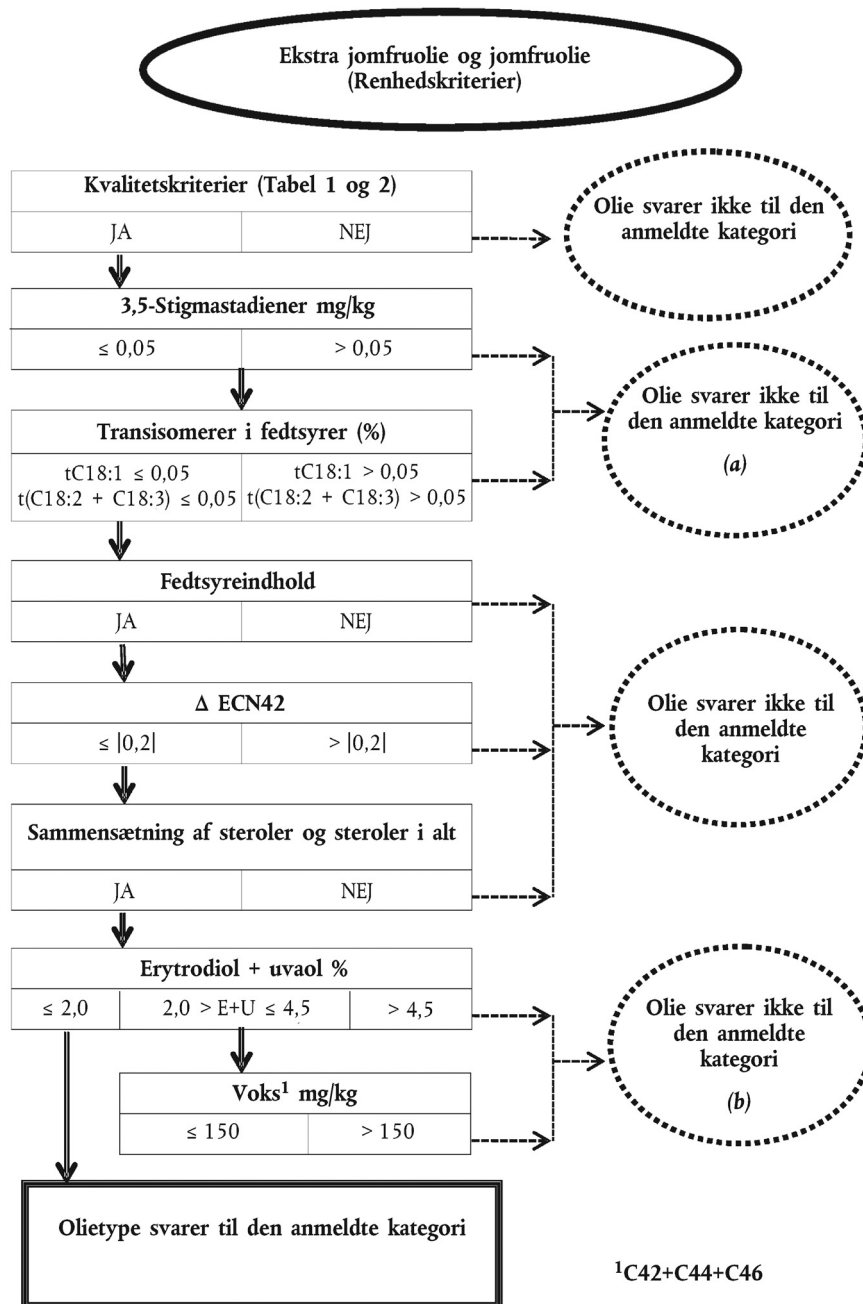 Ekstra jomfruolie og jomfruolie
(Renhedskriterier)
Kvalitetskriterier (Tabel 1 og 2)
JA
NEJ
Olie svarer ikke til den
anmeldte kategori
3,5-Stigmastadiener mg/kg
≤ 0,05
> 0,05
Olie svarer ikke til
den anmeldte kategori
(a)
Transisomerer i fedtsyrer (%)
tC18:1 ≤ 0,05
t(C18:2 + C18:3) ≤ 0,05
tC18:1 > 0,05
t(C18:2 + C18:3) > 0,05
Fedtsyreindhold
JA
NEJ
Δ ECN42
≤ |0,2|
> |0,2|
Olie svarer ikke til
den anmeldte
kategori
Sammensætning af steroler og steroler i alt
JA
NEJ
Erytrodiol + uvaol %
≤ 2,0
2,0 > E+U ≤ 4,5
> 4,5
Olie svarer ikke til
den anmeldte
kategori
(b)
Voks¹ mg/kg
≤ 150
> 150
Olietype svarer til den anmeldte kategori
¹C42+C44+C46